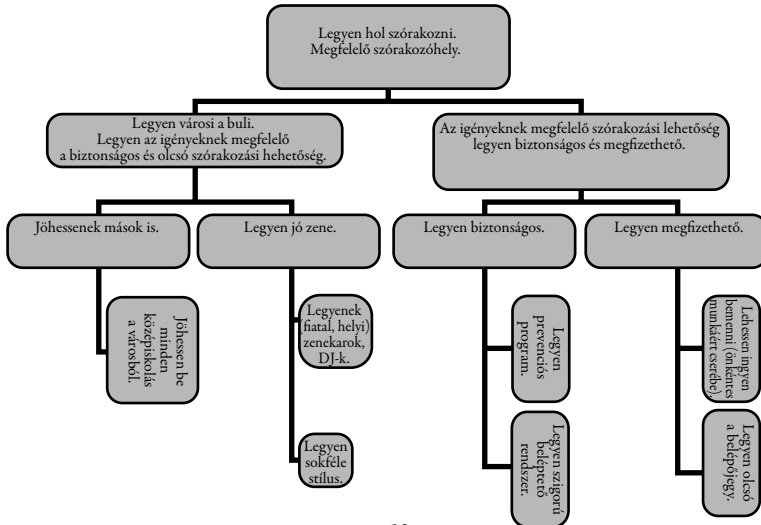 Legyen hol szórakozni.
Megfelelő szórakozóhely.
Legyen városi a buli.
Legyen az igényeknek megfelelő
a biztonságos és olcsó szórakozási hehetőség.
Az igényeknek megfelelő szórakozási lehetőség
legyen biztonságos és megfizethető.
Jöhessenek mások is.
Legyen jó zene.
Legyen biztonságos.
Legyen megfizethető.
Jöhessen be
minden
középiskolás
a városból.
Legyenek
(fiatal, helyi)
zenekarok,
DJ-k.
Legyen
sokféle
stílus.
Legyen
prevenciós
program.
Legyen szigorú
beléptető
rendszer.
Lehessen ingyen
bemenni (önkéntes
munkáért cserébe).
Legyen olcsó
a belépőjegy.